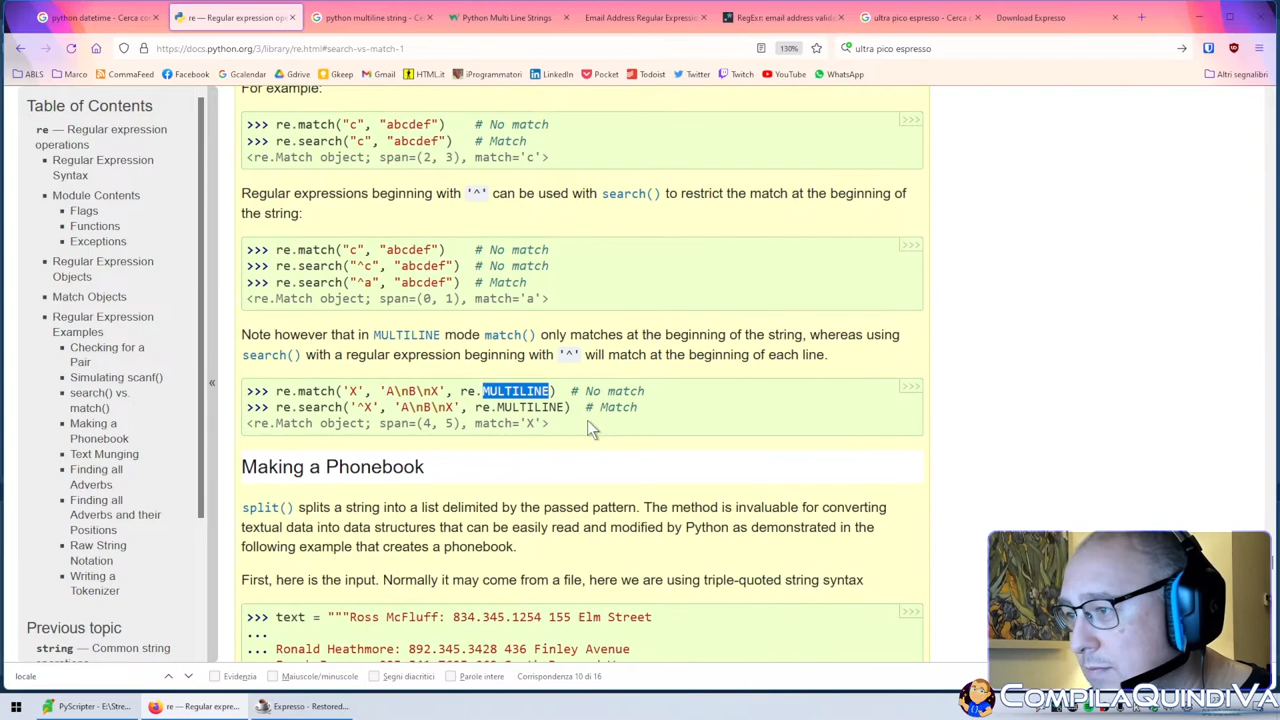 python datetime - Cerca co
re — Regular expression ope
python multiline string - Ce
Python Multi Line Strings
Email Address Regular Expressio
RegExr: email address valid
ultra pico espresso - Cerca
Download Expresso
https://docs.python.org/3/library/re.html#search-vs-match-1
130%
ultra pico espresso
ABLS
Marco
CommaFeed
Facebook
Gcalendar
Gdrive
Gkeep
Gmail
HTML.it
iProgrammatori
LinkedIn
Pocket
Todoist
Twitter
Twitch
YouTube
WhatsApp
Altri segnalibri
Table of Contents
re — Regular expression
operations
Regular Expression
Syntax
Module Contents
Flags
Functions
Exceptions
Regular Expression
Objects
Match Objects
Regular Expression
Examples
Checking for a
Pair
Simulating scanf()
search() vs.
match()
Making a
Phonebook
Text Munging
Finding all
Adverbs
Finding all
Adverbs and their
Positions
Raw String
Notation
Writing a
Tokenizer
Previous topic
string — Common string
«
For example:
>>> re.match("c", "abcdef") # No match
>>> re.search("c", "abcdef") # Match
<re.Match object; span=(2, 3), match='c'>
>>>
Regular expressions beginning with '^' can be used with search() to restrict the match at the beginning of
the string:
>>> re.match("c", "abcdef") # No match
>>> re.search("^c", "abcdef") # No match
>>> re.search("^a", "abcdef") # Match
<re.Match object; span=(0, 1), match='a'>
>>>
Note however that in MULTILINE mode match() only matches at the beginning of the string, whereas using
search() with a regular expression beginning with '^' will match at the beginning of each line.
>>> re.match('X', 'A\nB\nX', re.MULTILINE) # No match
>>> re.search('^X', 'A\nB\nX', re.MULTILINE) # Match
<re.Match object; span=(4, 5), match='X'>
>>>
Making a Phonebook
split() splits a string into a list delimited by the passed pattern. The method is invaluable for converting
textual data into data structures that can be easily read and modified by Python as demonstrated in the
following example that creates a phonebook.
First, here is the input. Normally it may come from a file, here we are using triple-quoted string syntax
>>> text = """Ross McFluff: 834.345.1254 155 Elm Street
...
... Ronald Heathmore: 892.345.3428 436 Finley Avenue
>>>
locale
Evidenzia
Maiuscole/minuscole
Segni diacritici
Parole intere
Corrispondenza 10 di 16
PyScripter - E:\Stre...
re — Regular expre...
Expresso - Restored...
COMPILAQUINDIVA